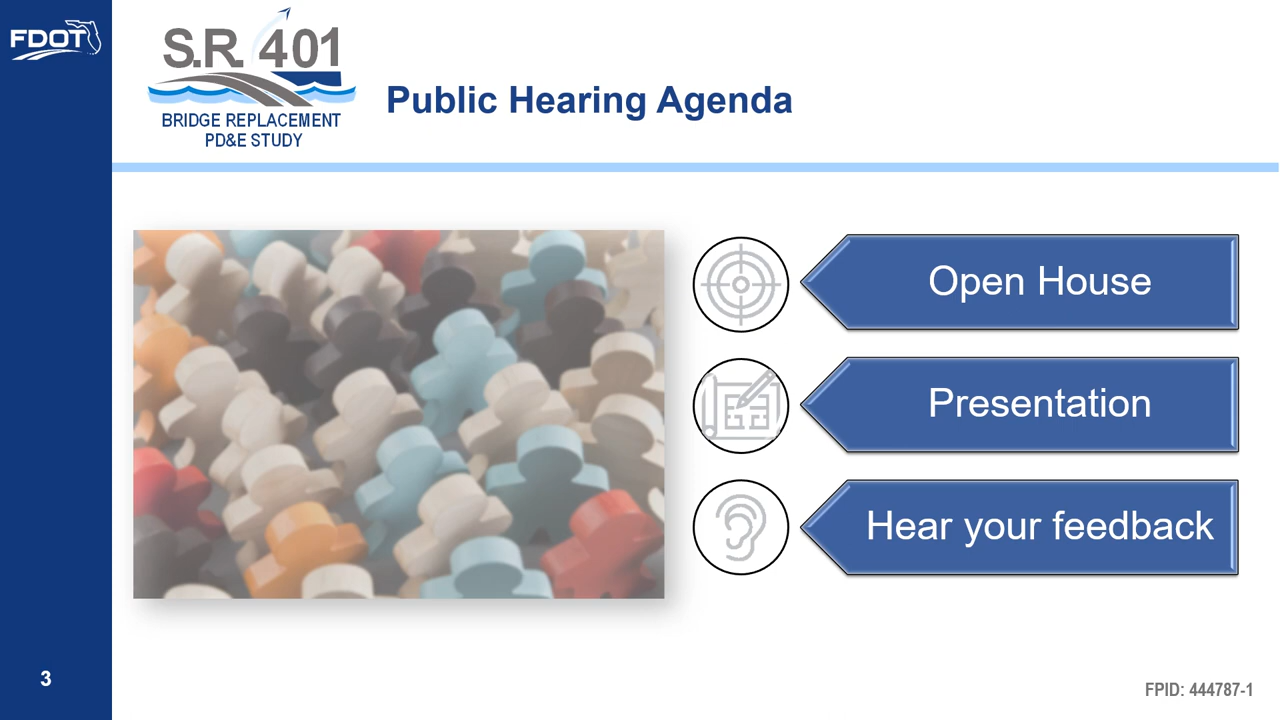 FDOT
S.R. 401
BRIDGE REPLACEMENT
PD&E STUDY
Public Hearing Agenda
Open House
Presentation
Hear your feedback
3
FPID: 444787-1